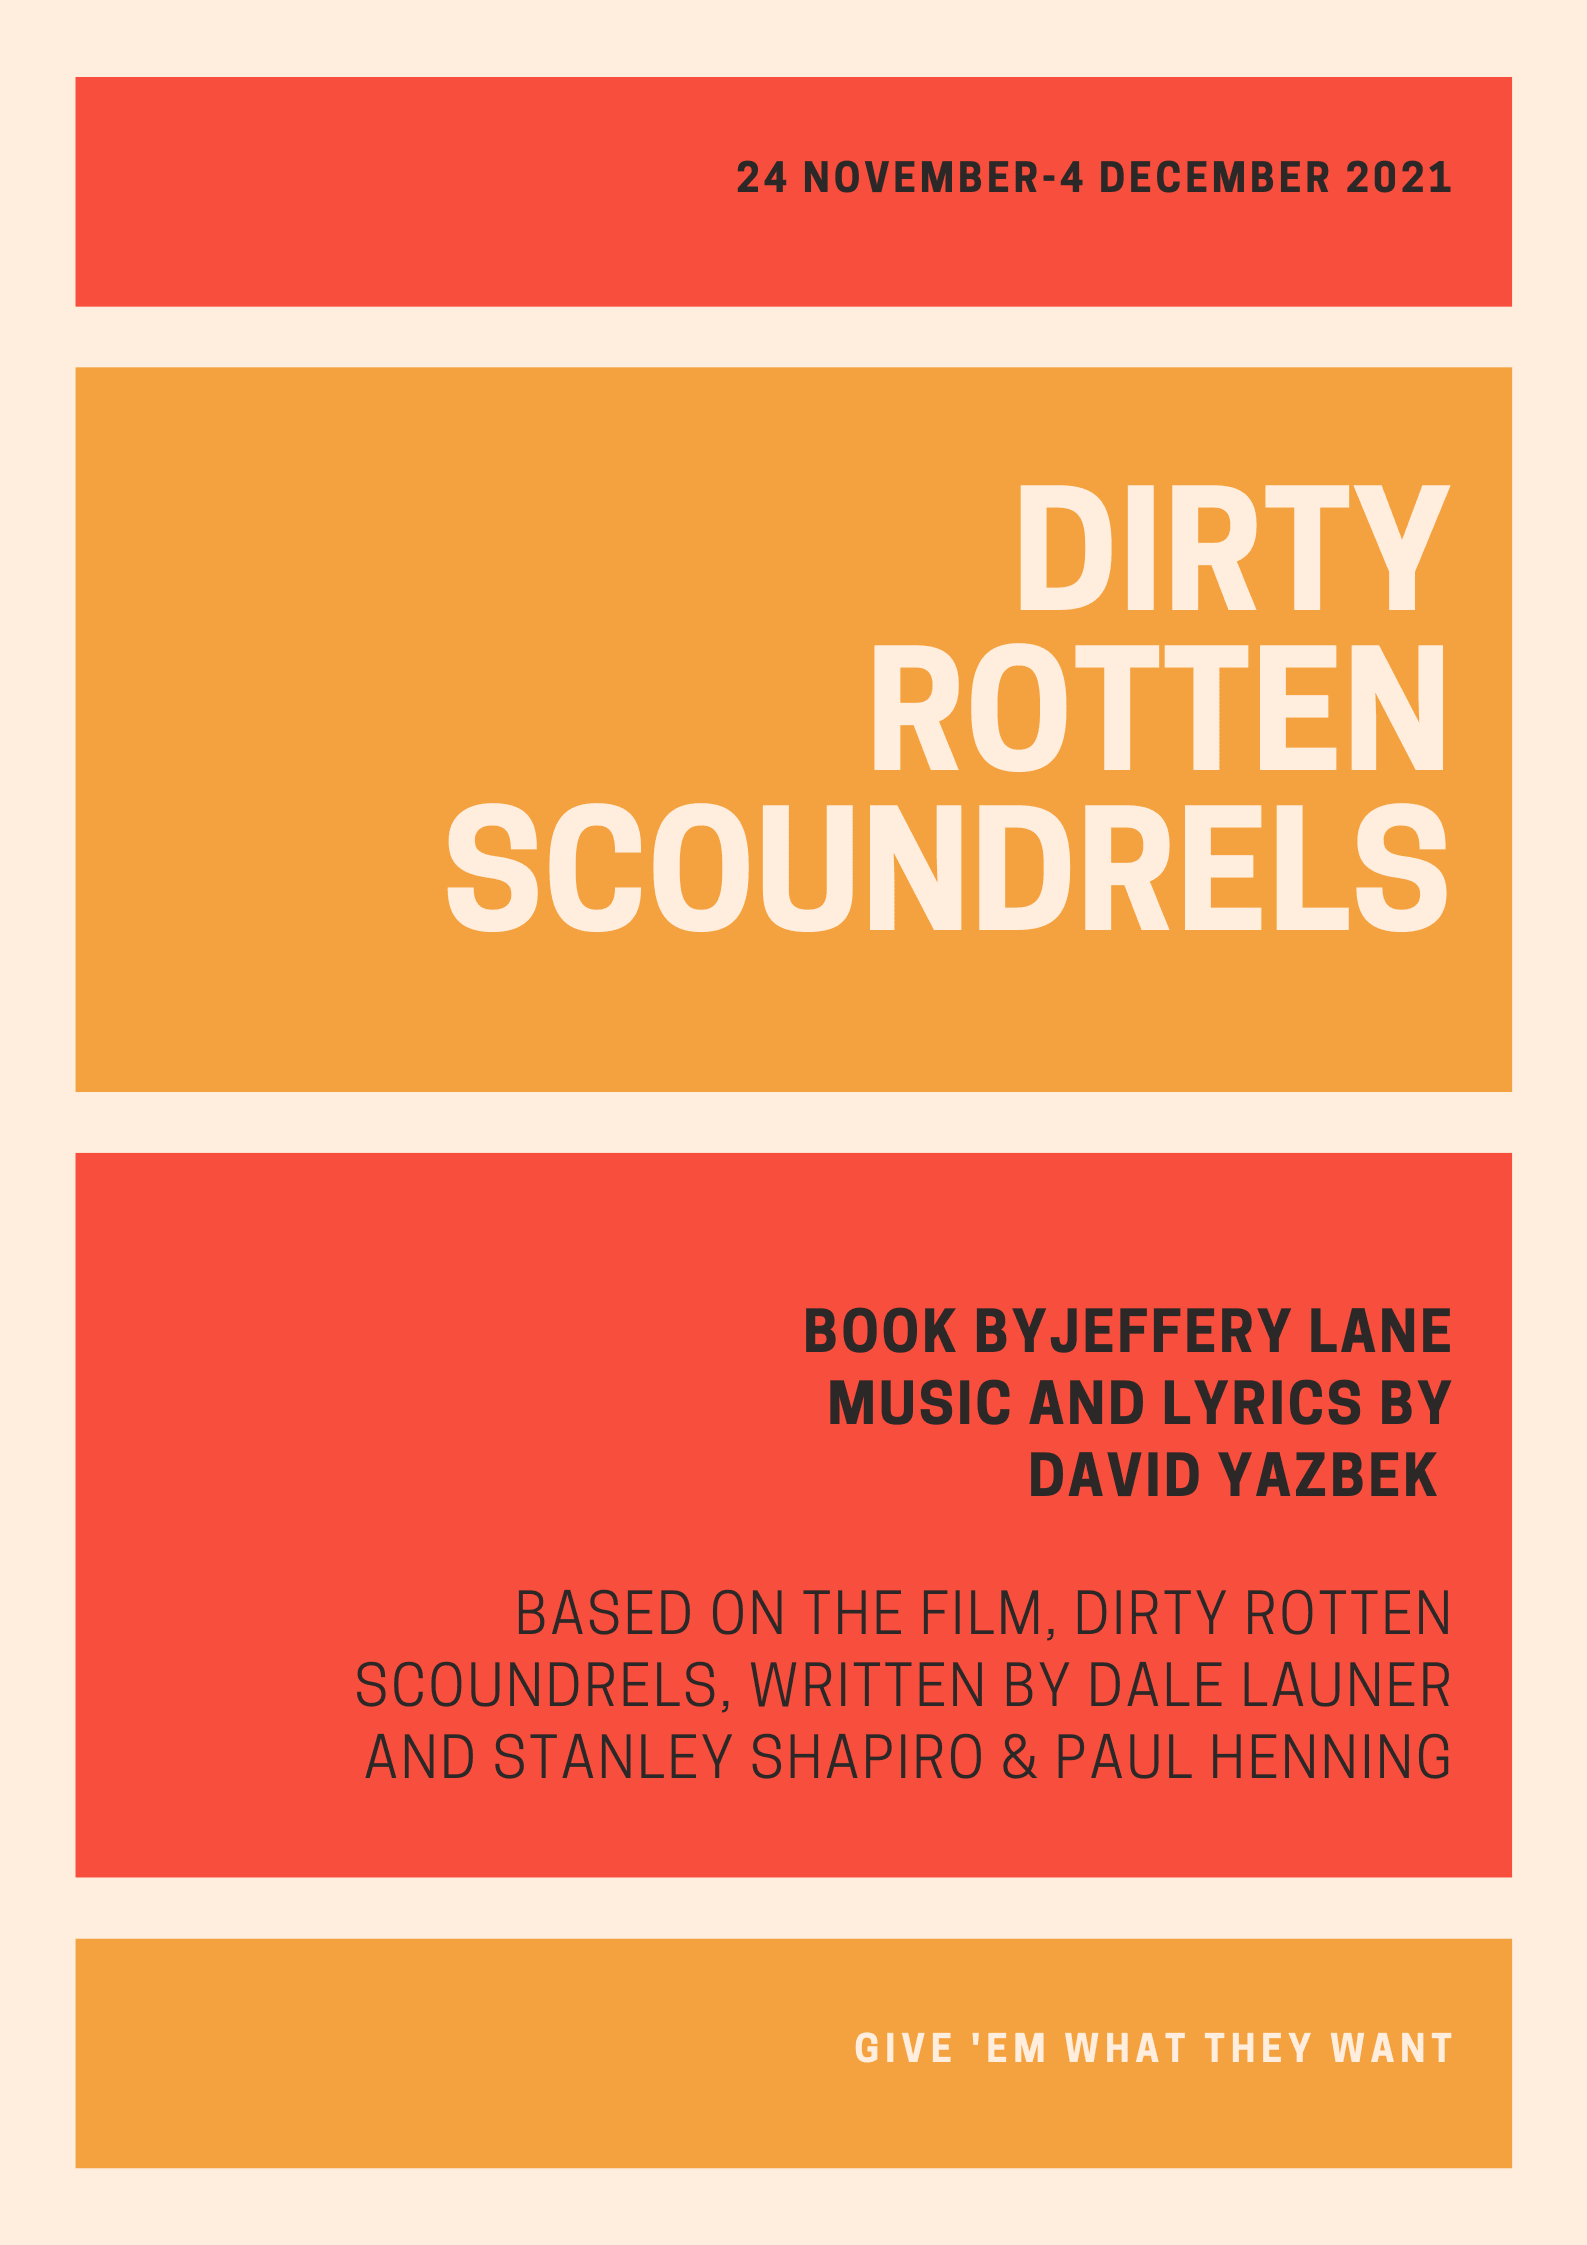 24 NOVEMBER-4 DECEMBER 2021
DIRTY
ROTTEN
SCOUNDRELS
BOOK BYJEFFERY LANE
MUSIC AND LYRICS BY
DAVID YAZBEK
BASED ON THE FILM, DIRTY ROTTEN
SCOUNDRELS, WRITTEN BY DALE LAUNER
AND STANLEY SHAPIRO & PAUL HENNING
GIVE 'EM WHAT THEY WANT